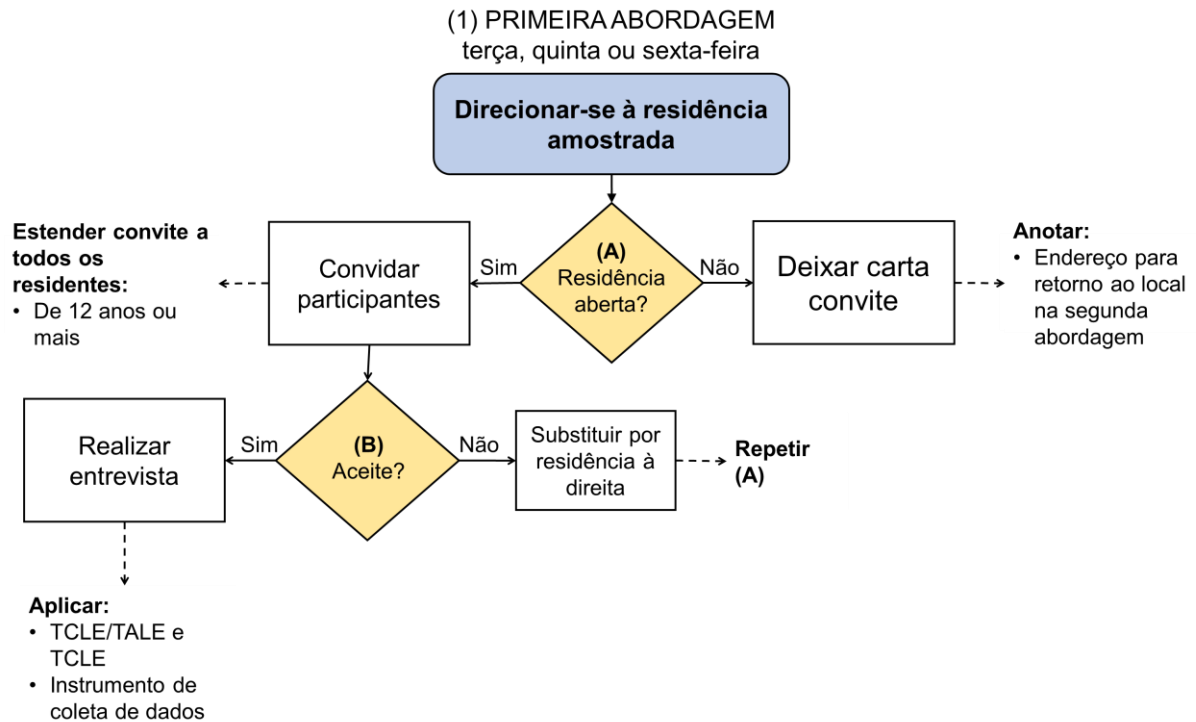 (1) PRIMEIRA ABORDAGEM
terça, quinta ou sexta-feira
Direcionar-se à residência
amostrada
Estender convite a
todos os
residentes:
• De 12 anos ou
mais
Convidar
participantes
Sim
(A)
Residência
aberta?
Não
Deixar carta
convite
Anotar:
• Endereço para
retorno ao local
na segunda
abordagem
Realizar
entrevista
Sim
(B)
Aceite?
Não
Substituir por
residência à
direita
Repetir
(A)
Aplicar:
• TCLE/TALE e
TCLE
• Instrumento de
coleta de dados